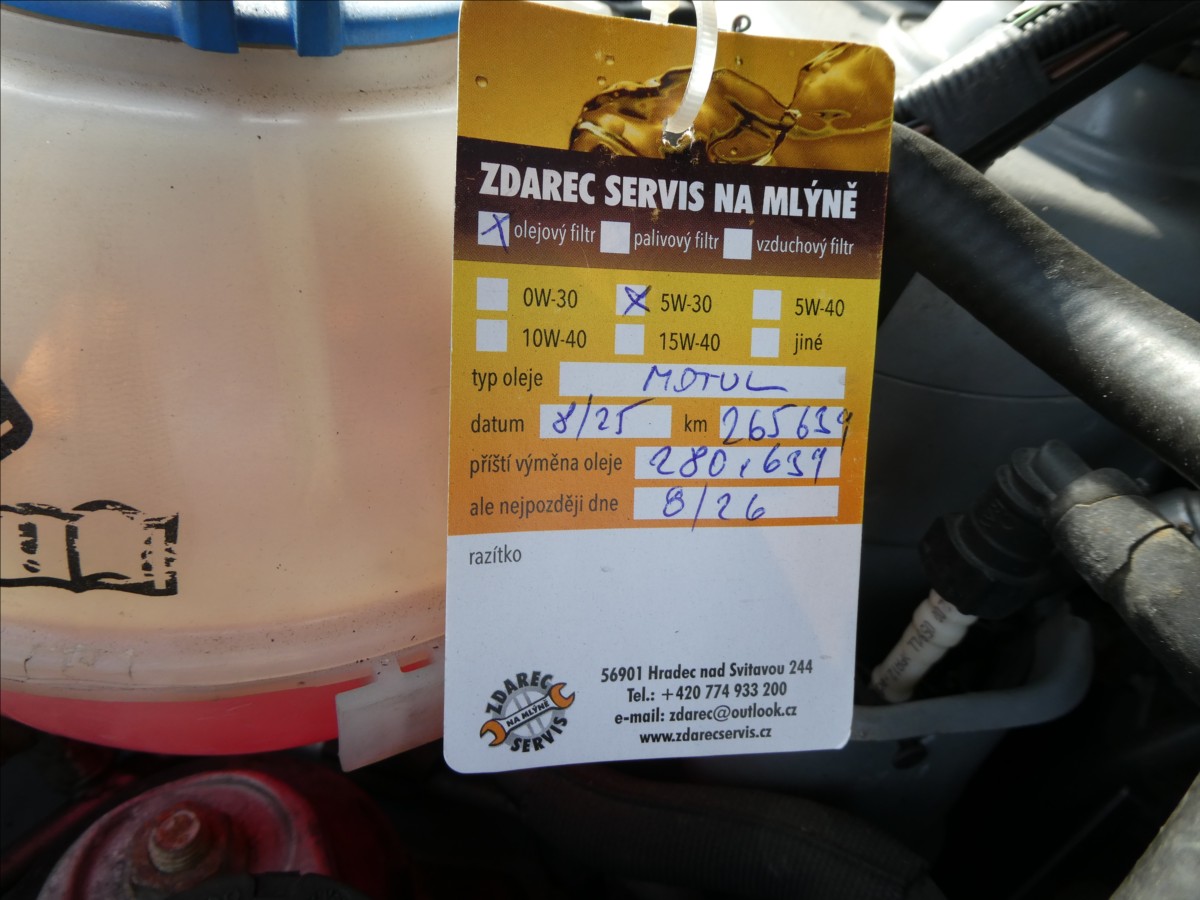 ZDAREC SERVIS NA MLÝNĚ
olejový filtr palivový filtr vzduchový filtr
0W-30 5W-30 5W-40
10W-40 15W-40 jiné
typ oleje MOTUL
datum 8/25 km 265639
příští výměna oleje 280.639
ale nejpozději dne 8/26
razítko
ZDAREC
NA MLÝNĚ
SERVIS
56901 Hradec nad Svitavou 244
Tel.: +420 774 933 200
e-mail: zdarec@outlook.cz
www.zdarecservis.cz